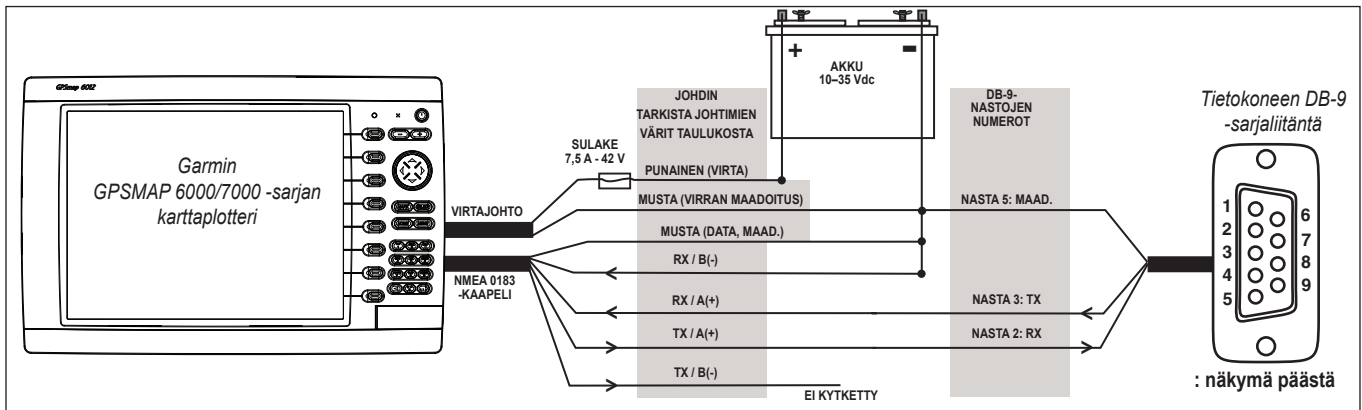 GPSmap 6012
Garmin
GPSMAP 6000/7000 -sarjan
karttaplotteri
VIRTAJOHTO
NMEA 0183
-KAAPELI
SULAKE
7,5 A - 42 V
JOHDIN
TARKISTA JOHTIMIEN
VÄRIT TAULUKOSTA
PUNAINEN (VIRTA)
MUSTA (VIRRAN MAADOITUS)
MUSTA (DATA, MAAD.)
RX / B(-)
RX / A(+)
TX / A(+)
TX / B(-)
EI KYTKETTY
+ -
AKKU
10–35 Vdc
DB-9-
NASTOJEN
NUMEROT
NASTA 5: MAAD.
NASTA 3: TX
NASTA 2: RX
Tietokoneen DB-9
-sarjaliitäntä
1
2
3
4
5
6
7
8
9
: näkymä päästä